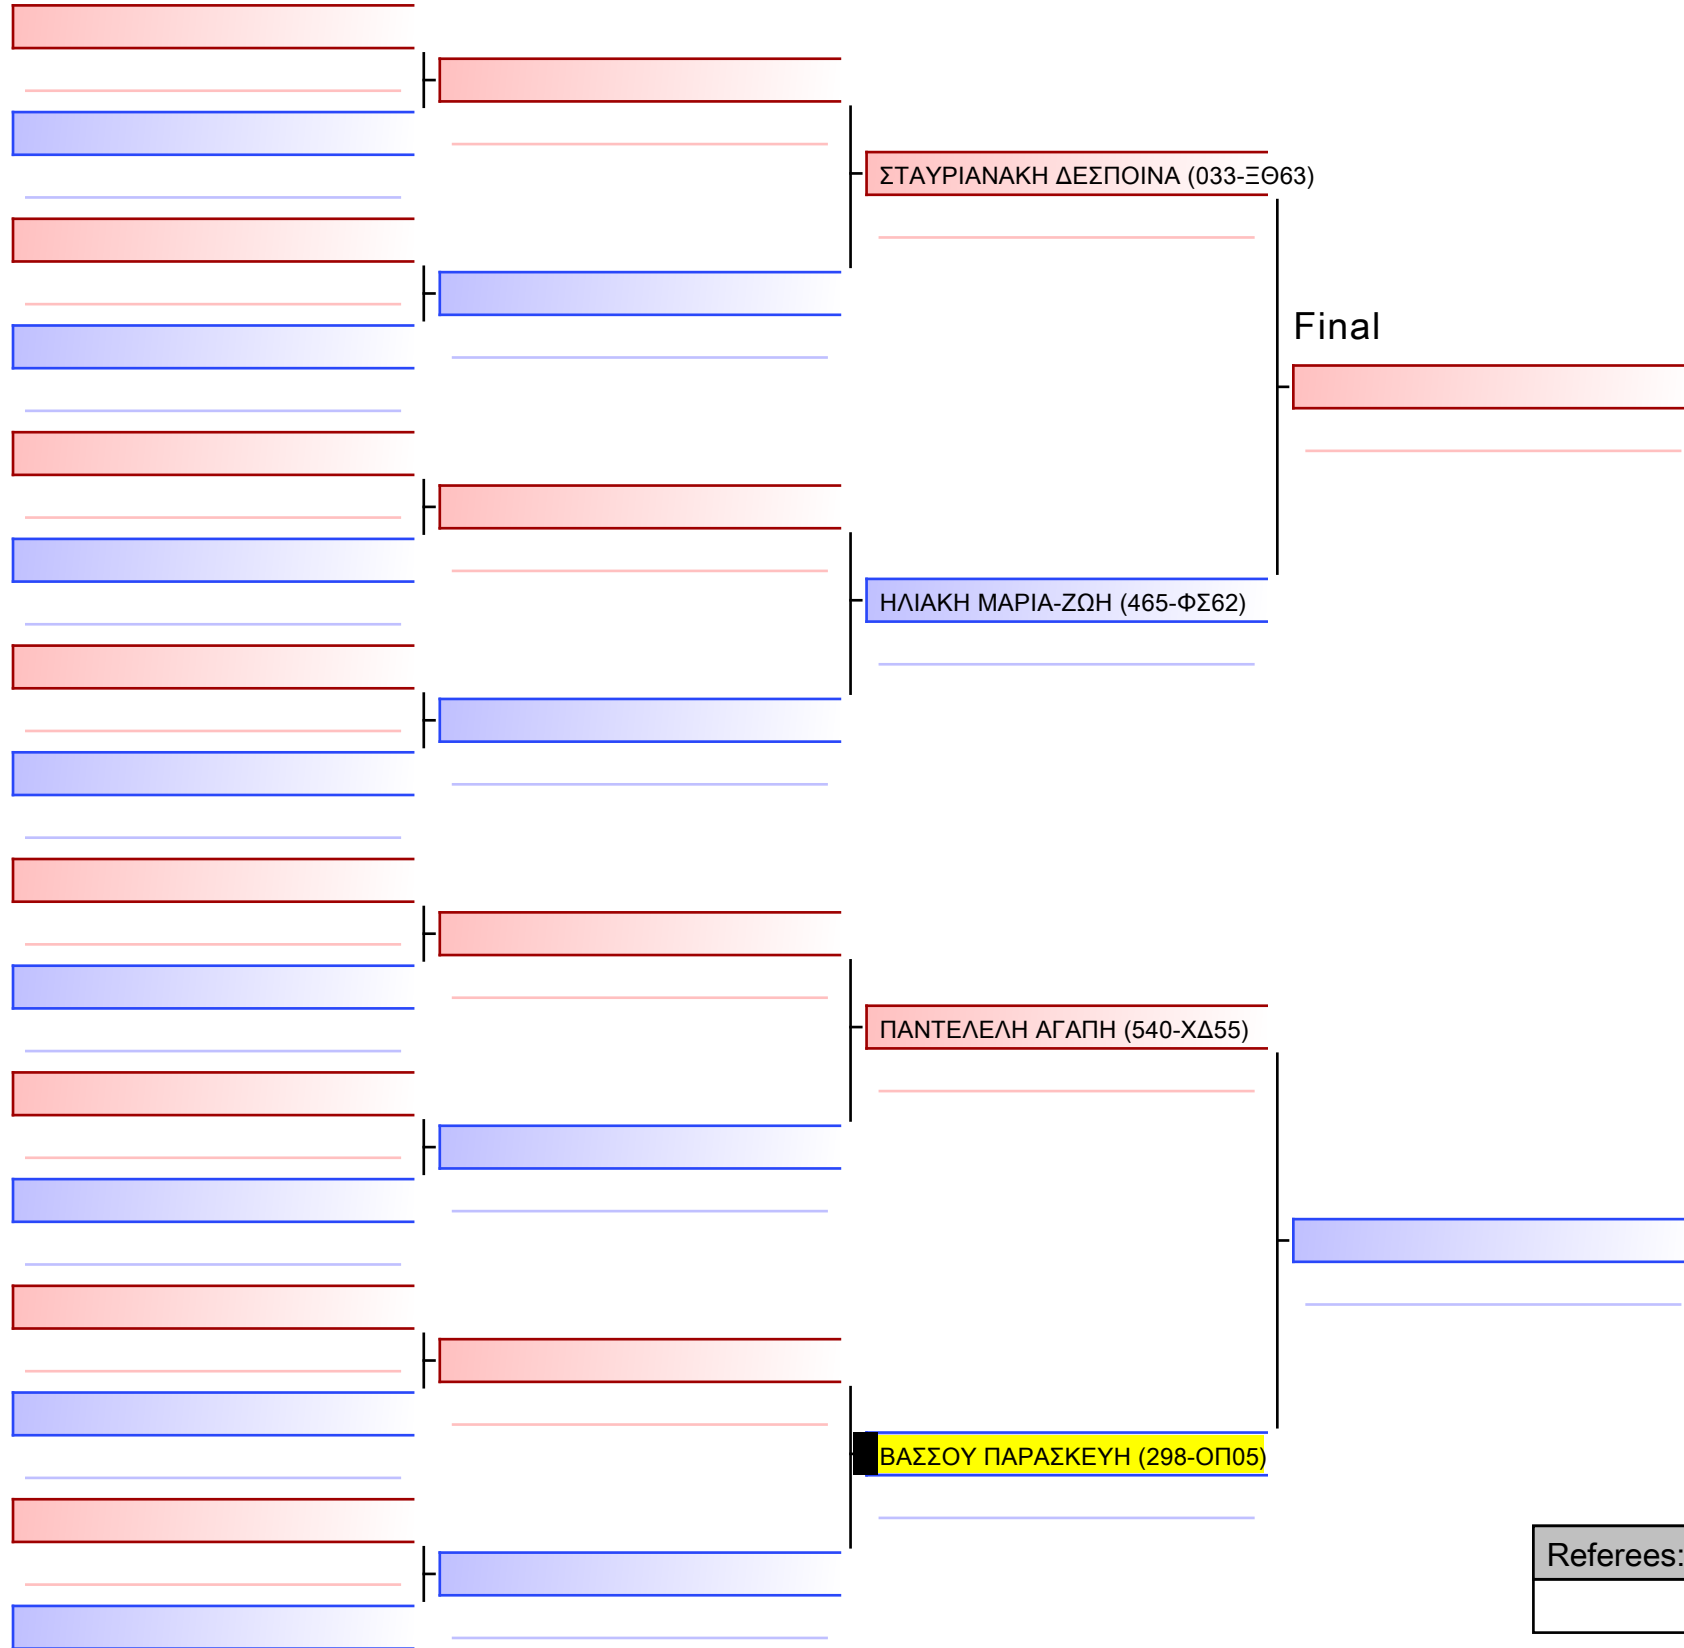 ΣΤΑΥΡΙΑΝΑΚΗ ΔΕΣΠΟΙΝΑ (033-ΞΘ63)
Final
ΗΛΙΑΚΗ ΜΑΡΙΑ-ΖΩΗ (465-ΦΣ62)
ΠΑΝΤΕΛΕΛΗ ΑΓΑΠΗ (540-ΧΔ55)
ΒΑΣΣΟΥ ΠΑΡΑΣΚΕΥΗ (298-ΟΠ05)
Referees: